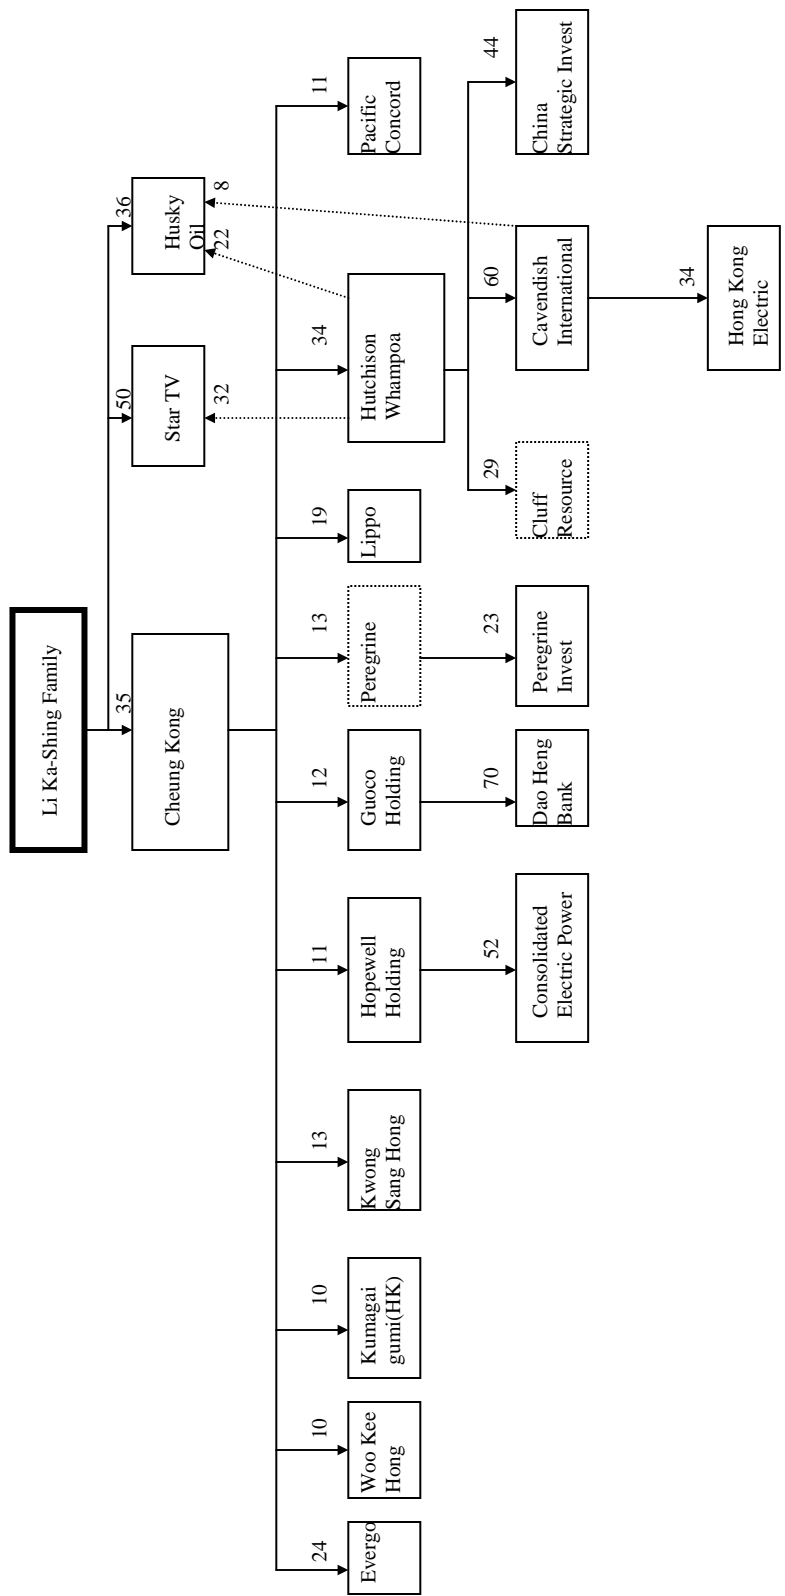 Li Ka-Shing Family
35
50
36
Cheung Kong
Star TV
Husky
Oil
32
22
8
24
10
10
13
11
12
13
19
34
11
Evergo
Woo Kee
Hong
Kumagai
gumi(HK)
Kwong
Sang Hong
Hopewell
Holding
Guoco
Holding
Peregrine
Lippo
Hutchison
Whampoa
Pacific
Concord
52
70
23
29
60
44
Consolidated
Electric Power
Dao Heng
Bank
Peregrine
Invest
Cluff
Resource
Cavendish
International
China
Strategic Invest
34
Hong Kong
Electric